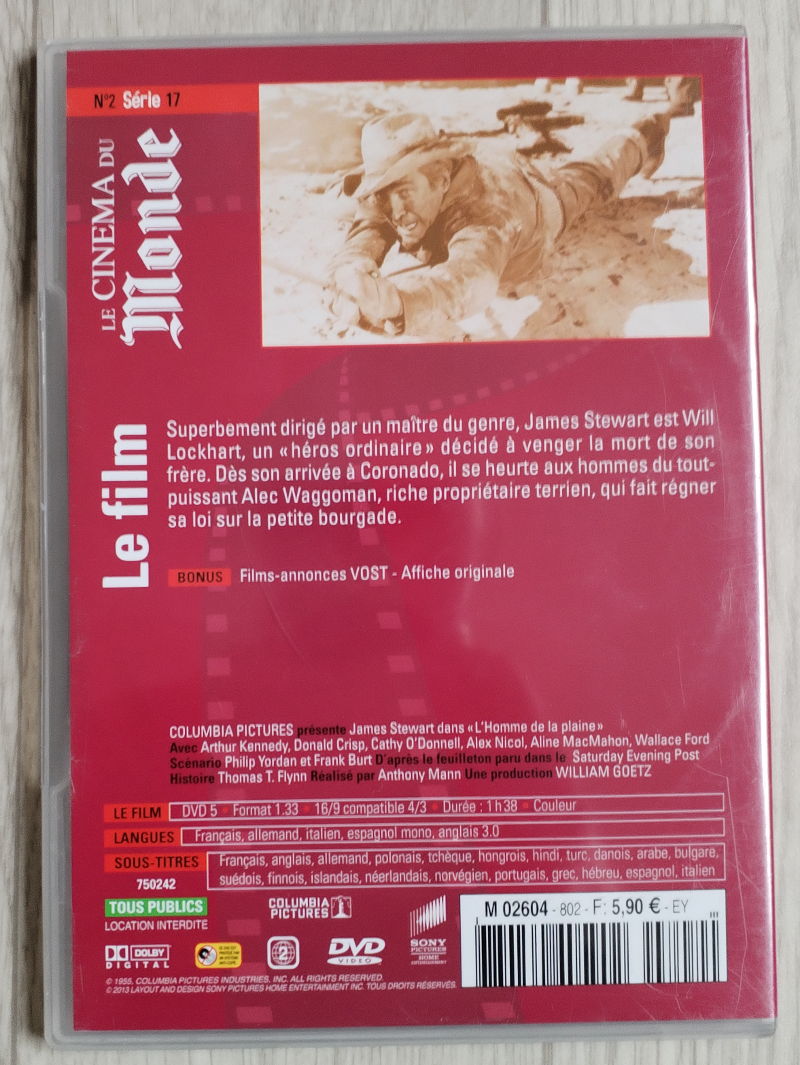 N°2 Série 17
LE CINEMA DU
Monde
Le film
Superbement dirigé par un maître du genre, James Stewart est Will
Lockhart, un «héros ordinaire» décidé à venger la mort de son
frère. Dès son arrivée à Coronado, il se heurte aux hommes du tout-
puissant Alec Waggoman, riche propriétaire terrien, qui fait régner
sa loi sur la petite bourgade.
BONUS Films-annonces VOST - Affiche originale
COLUMBIA PICTURES présente James Stewart dans «L'Homme de la plaine»
Avec Arthur Kennedy, Donald Crisp, Cathy O'Donnell, Alex Nicol, Aline MacMahon, Wallace Ford
Scénario Philip Yordan et Frank Burt D'après le feuilleton paru dans le Saturday Evening Post
Histoire Thomas T. Flynn Réalisé par Anthony Mann Une production WILLIAM GOETZ
LE FILM DVD 5 • Format 1.33 • 16/9 compatible 4/3 • Durée : 1 h 38 • Couleur
LANGUES Français, allemand, italien, espagnol mono, anglais 3.0
SOUS-TITRES Français, anglais, allemand, polonais, tchèque, hongrois, hindi, turc, danois, arabe, bulgare,
suédois, finnois, islandais, néerlandais, norvégien, portugais, grec, hébreu, espagnol, italien
750242
TOUS PUBLICS
LOCATION INTERDITE
COLUMBIA
PICTURES
M 02604 - 802 - F: 5,90 € - EY
DOLBY
DIGITAL
2
DVD
VIDEO
SONY
PICTURES
HOME
ENTERTAINMENT
© 1955, COLUMBIA PICTURES INDUSTRIES, INC. ALL RIGHTS RESERVED.
© 2013 LAYOUT AND DESIGN SONY PICTURES HOME ENTERTAINMENT INC. TOUS DROITS RÉSERVÉS.